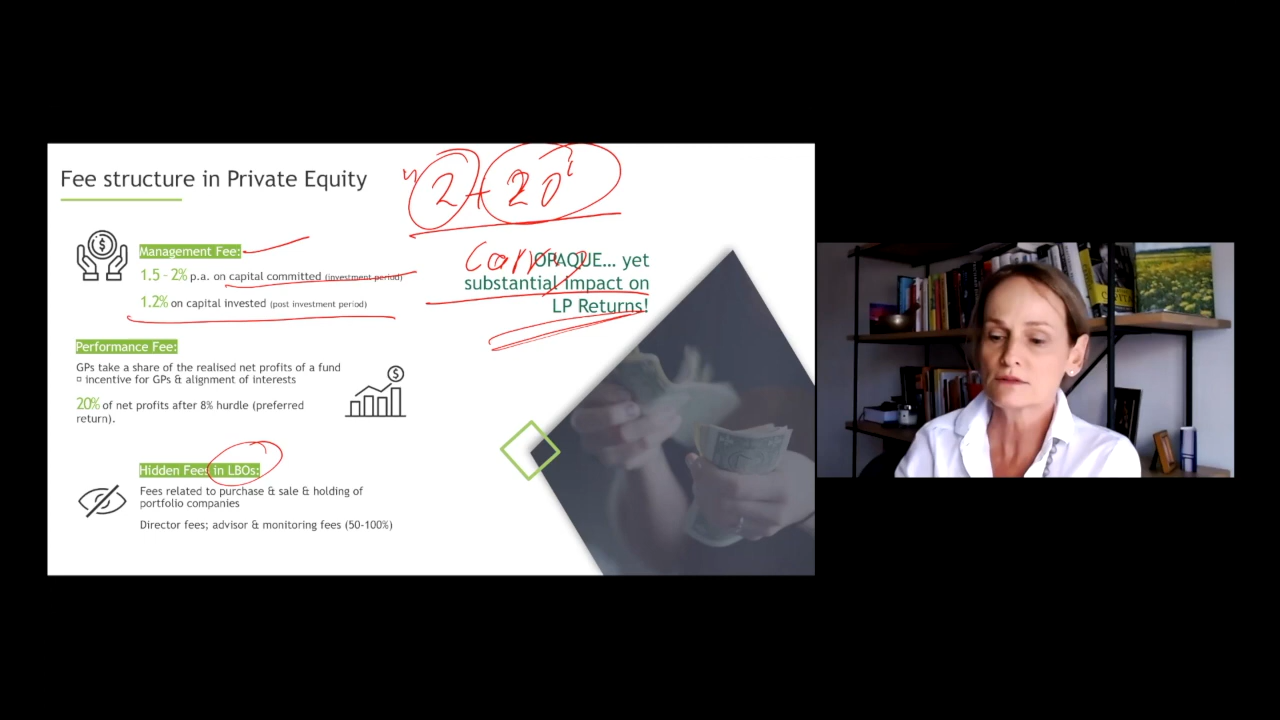 Fee structure in Private Equity
"2+20"
Management Fee:
1.5 – 2% p.a. on capital committed (investment period)
1.2% on capital invested (post investment period)
Carry
OPAQUE... yet
substantial impact on
LP Returns!
Performance Fee:
GPs take a share of the realised net profits of a fund
incentive for GPs & alignment of interests
20% of net profits after 8% hurdle (preferred
return).
Hidden Fees in LBOs:
Fees related to purchase & sale & holding of
portfolio companies
Director fees; advisor & monitoring fees (50-100%)